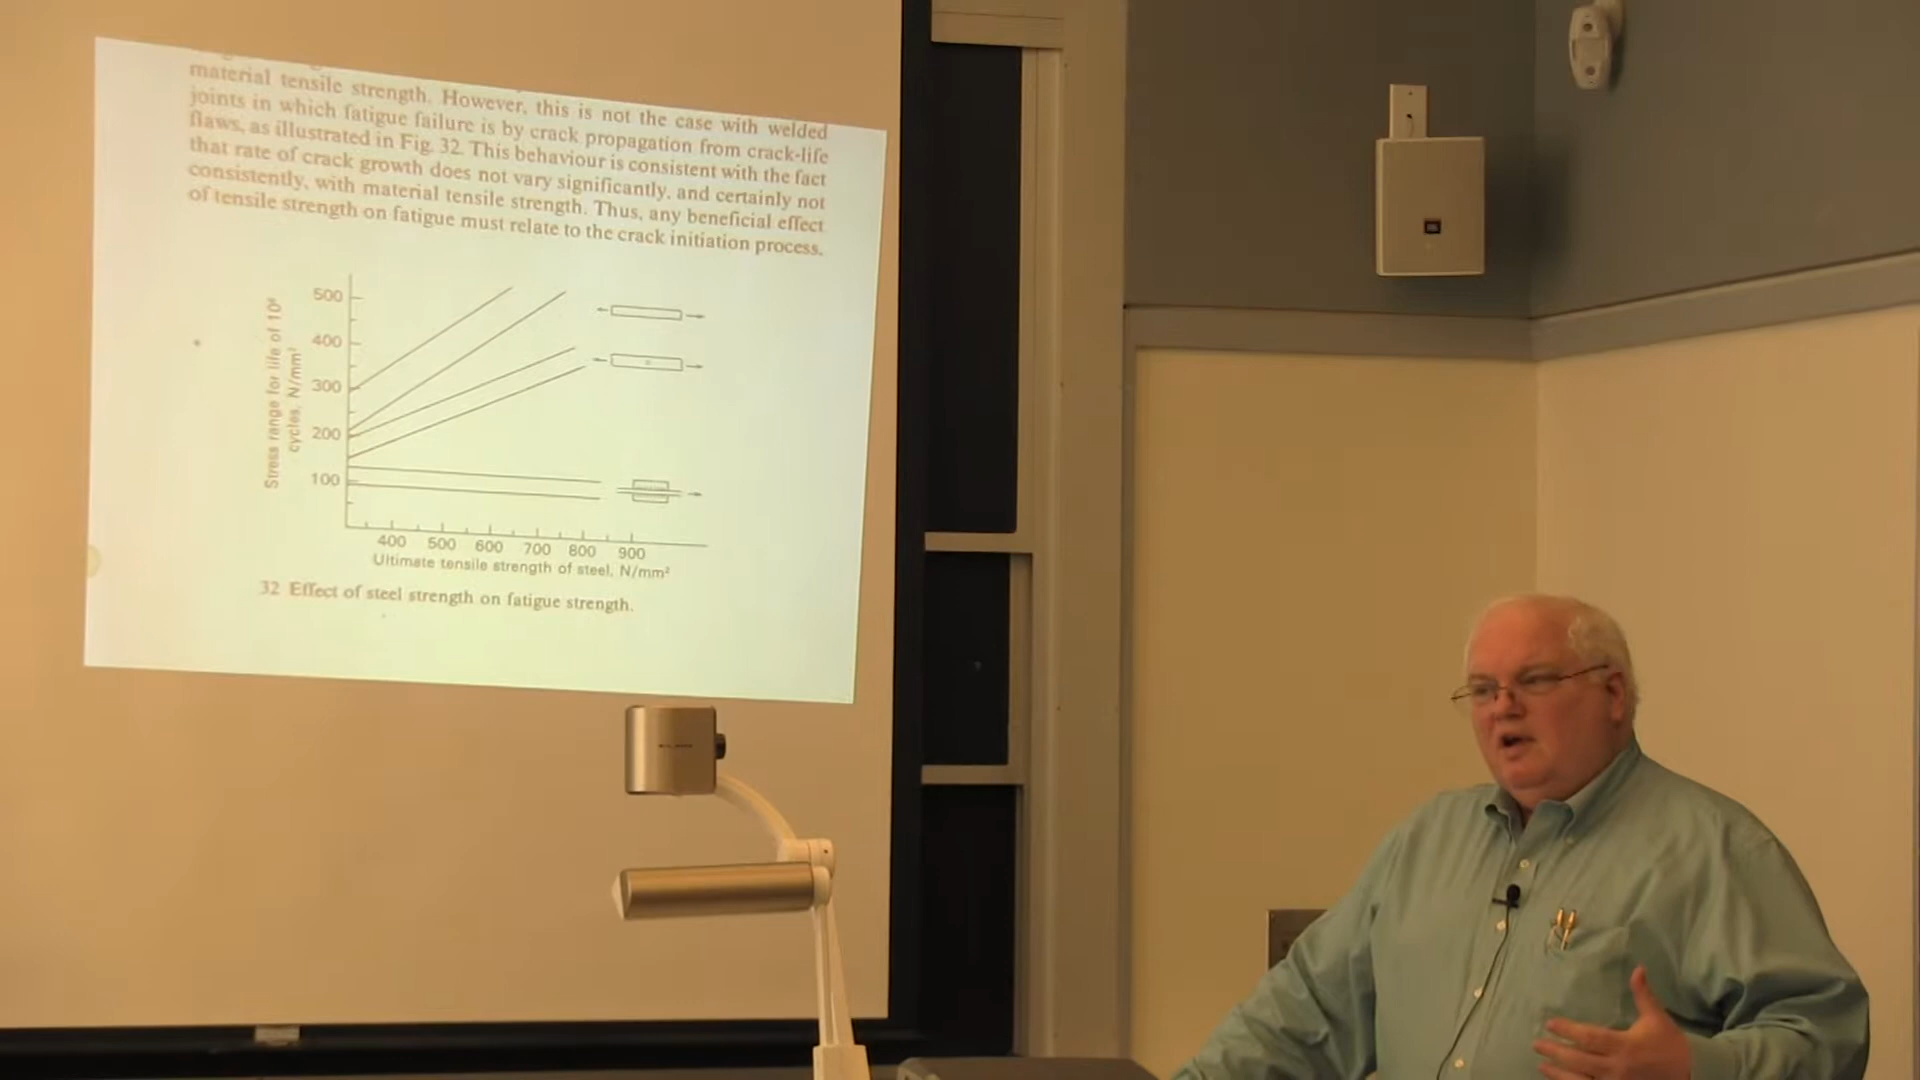 material tensile strength. However, this is not the case with welded
joints in which fatigue failure is by crack propagation from crack-life
flaws, as illustrated in Fig. 32. This behaviour is consistent with the fact
that rate of crack growth does not vary significantly, and certainly not
consistently, with material tensile strength. Thus, any beneficial effect
of tensile strength on fatigue must relate to the crack initiation process.
Stress range for life of 10⁶
cycles, N/mm²
500
400
300
200
100
400 500 600 700 800 900
Ultimate tensile strength of steel, N/mm²
32 Effect of steel strength on fatigue strength.